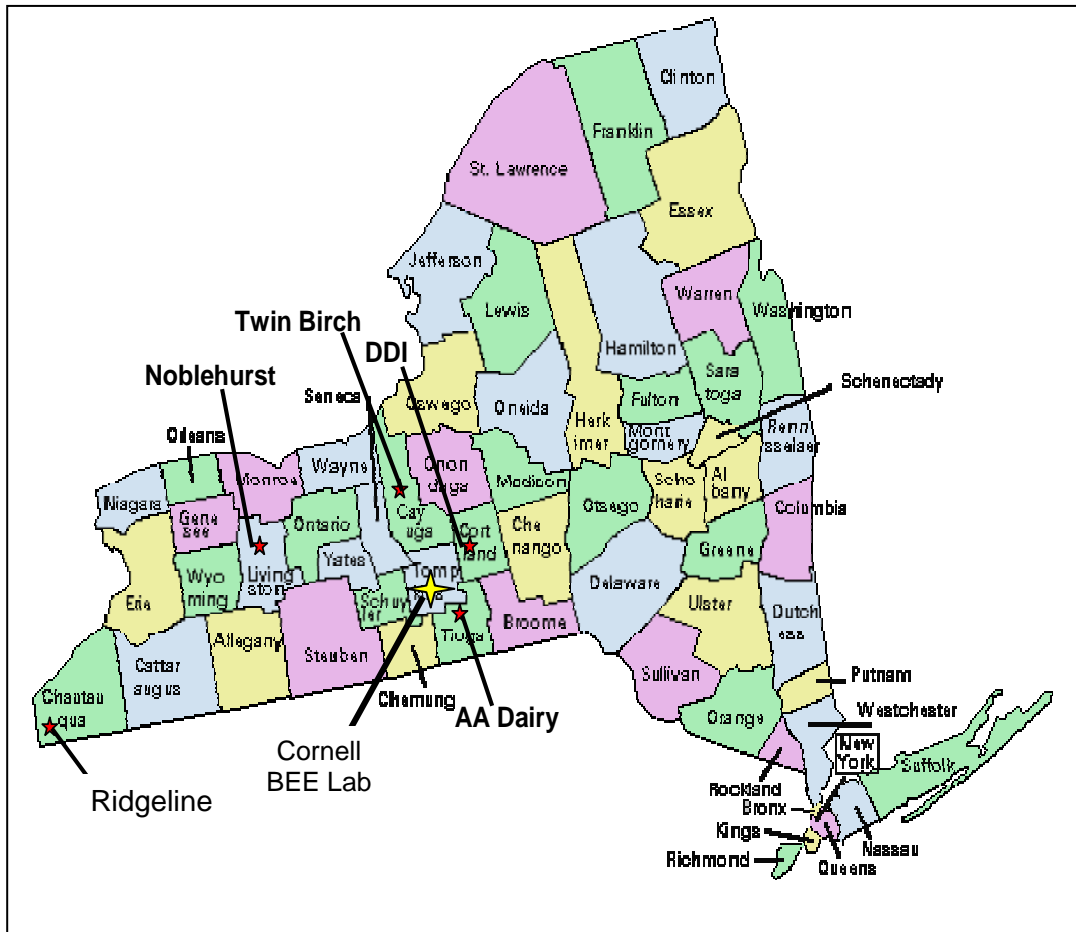 Clinton
Franklin
St. Lawrence
Essex
Jefferson
Warren
Lewis
Washington
Twin Birch
Hamilton
DDI
Sara
toga
Schenectady
Noblehurst
Seneca
Oswego
Oneida
Fulton
Herk
imer
Mont
gomery
Renn
sselaer
Orleans
Wayne
Monroe
Onon
daga
Madison
Scho
harie
Al
bany
Niagara
Gene
see
Ontario
Cay
uga
Cort
land
Che
nango
Otsego
Columbia
Greene
Yates
Living
ston
Wyo
ming
Tomp
kins
Delaware
Erie
Schuy
ler
Ulster
Dutch
ess
Allegany
Steuben
Tioga
Broome
Cattar
augus
Sullivan
Putnam
Chemung
Chautau
qua
AA Dairy
Orange
Westchester
Cornell
BEE Lab
New
York
Suffolk
Ridgeline
Rockland
Bronx
Kings
Nassau
Richmond
Queens